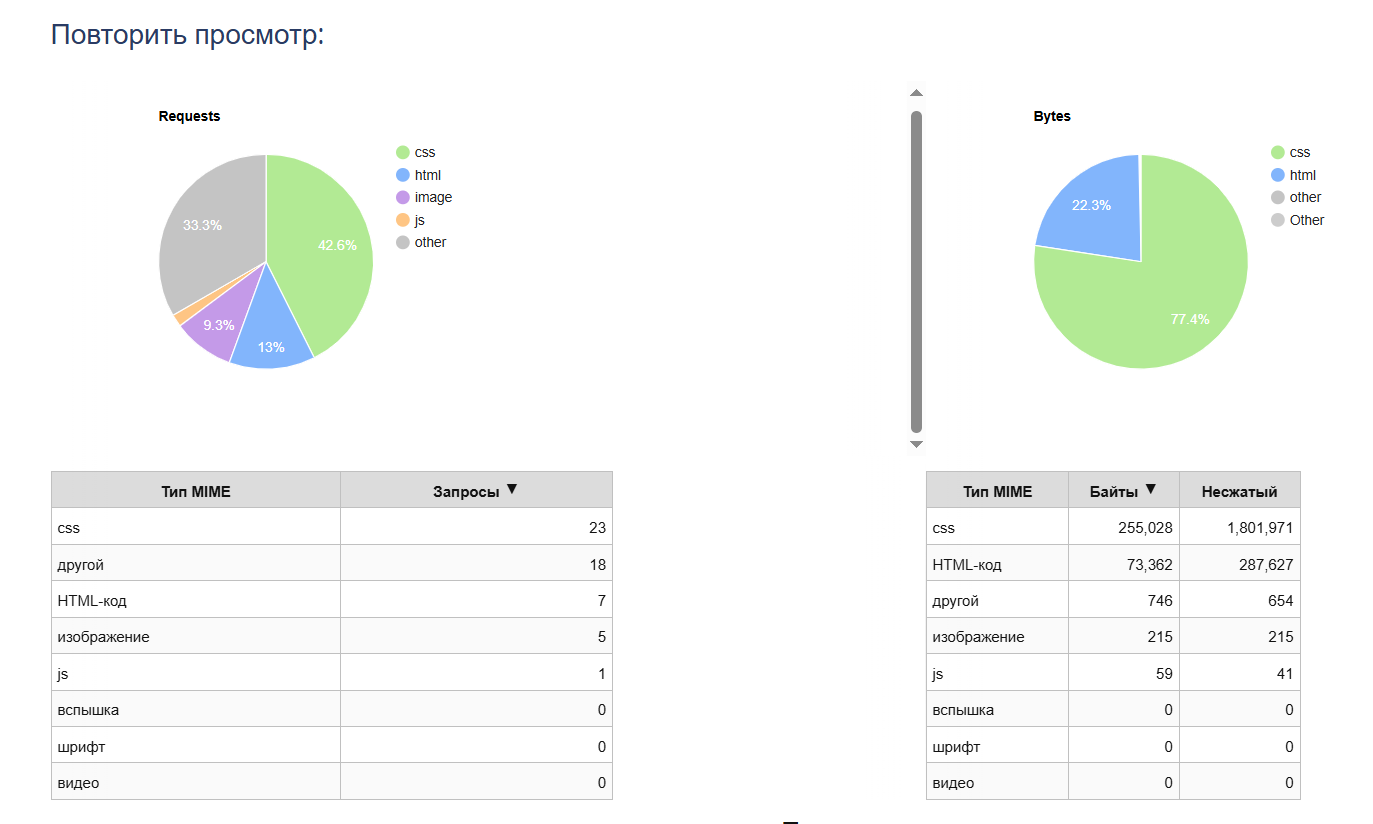 Повторить просмотр:
Requests
css
html
image
js
other
33.3%
42.6%
9.3%
13%
Bytes
css
html
other
Other
22.3%
77.4%
Тип MIME Запросы ▼
css 23
другой 18
HTML-код 7
изображение 5
js 1
вспышка 0
шрифт 0
видео 0
Тип MIME Байты ▼ Несжатый
css 255,028 1,801,971
HTML-код 73,362 287,627
другой 746 654
изображение 215 215
js 59 41
вспышка 0 0
шрифт 0 0
видео 0 0